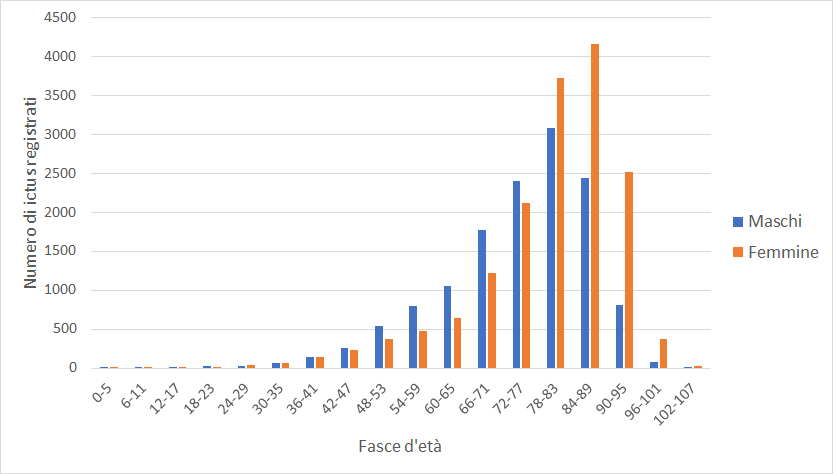 4500
4000
3500
3000
2500
2000
1500
1000
500
0
Numero di ictus registrati
0-5 6-11 12-17 18-23 24-29 30-35 36-41 42-47 48-53 54-59 60-65 66-71 72-77 78-83 84-89 90-95 96-101 102-107
Fasce d'età
Maschi
Femmine